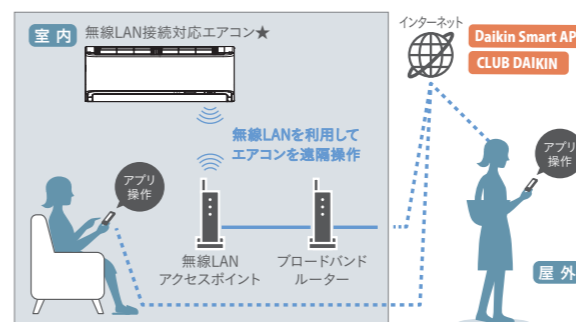 室内
無線LAN接続対応エアコン★
インターネット
Daikin Smart AP
CLUB DAIKIN
無線LANを利用して
エアコンを遠隔操作
アプリ
操作
アプリ
操作
無線LAN
アクセスポイント
ブロードバンド
ルーター
屋外